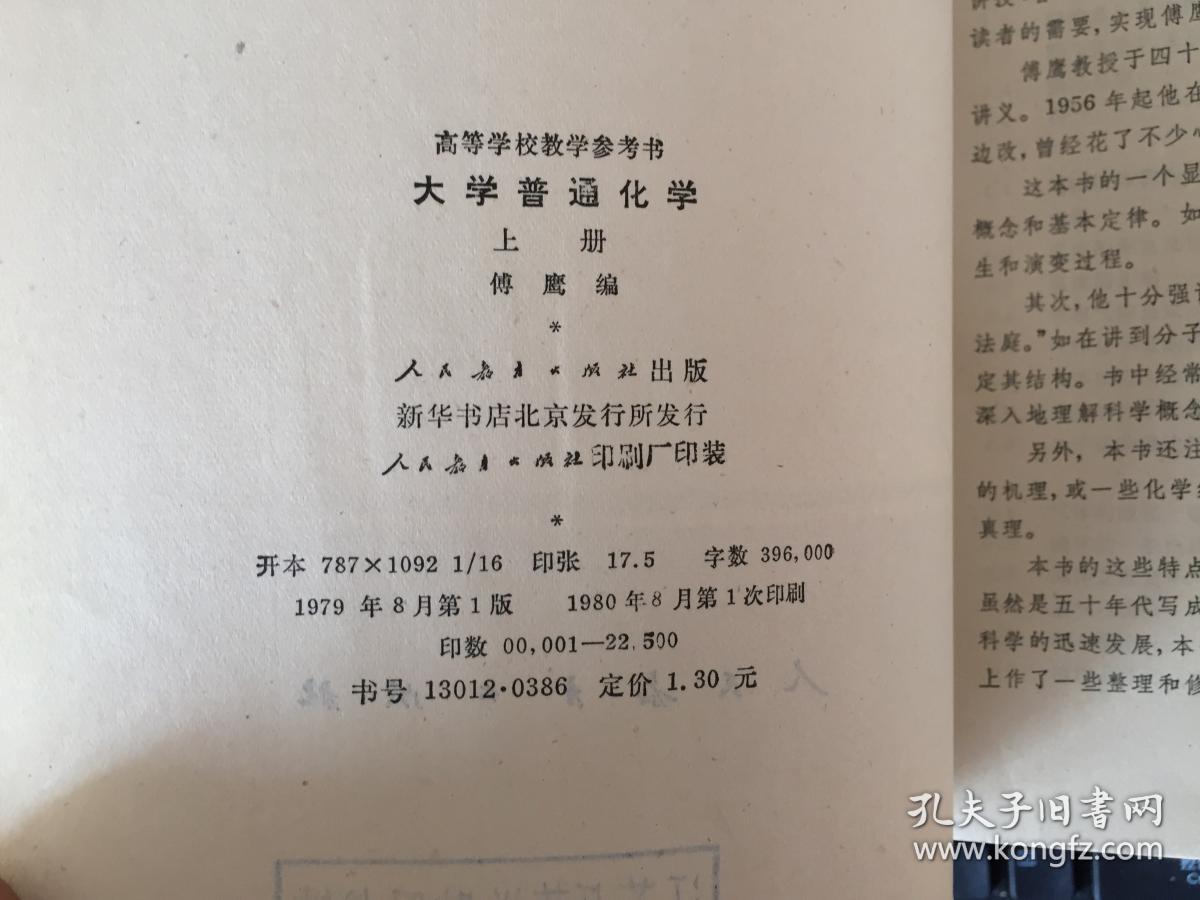 高等学校教学参考书
大学普通化学
上 册
傅 鹰 编
*
人民教育出版社出版
新华书店北京发行所发行
人民教育出版社印刷厂印装
*
开本 787×1092 1/16 印张 17.5 字数 396,000
1979 年 8 月第 1 版 1980 年 8 月第 1 次印刷
印数 00,001—22,500
书号 13012·0386 定价 1.30 元
读者的需要,实现傅鹰
傅鹰教授于四十
讲义。1956 年起他在
边改,曾经花了不少心
这本书的一个显
概念和基本定律。如
生和演变过程。
其次,他十分强
法庭。”如在讲到分子
定其结构。书中经常
深入地理解科学概念
另外,本书还注
的机理,或一些化学
真理。
本书的这些特点
虽然是五十年代写成
科学的迅速发展,本
上作了一些整理和修
孔夫子旧书网
www.kongfz.com